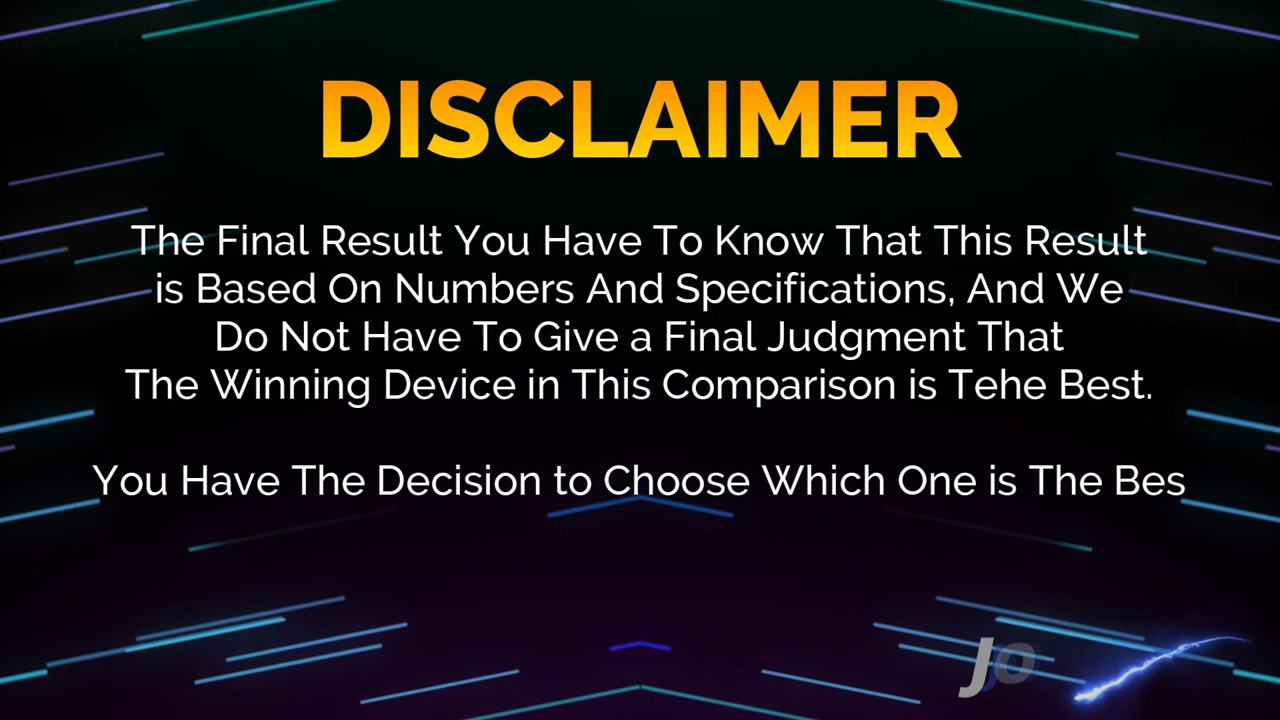 DISCLAIMER
The Final Result You Have To Know That This Result
is Based On Numbers And Specifications, And We
Do Not Have To Give a Final Judgment That
The Winning Device in This Comparison is Tehe Best.
You Have The Decision to Choose Which One is The Bes
Jo